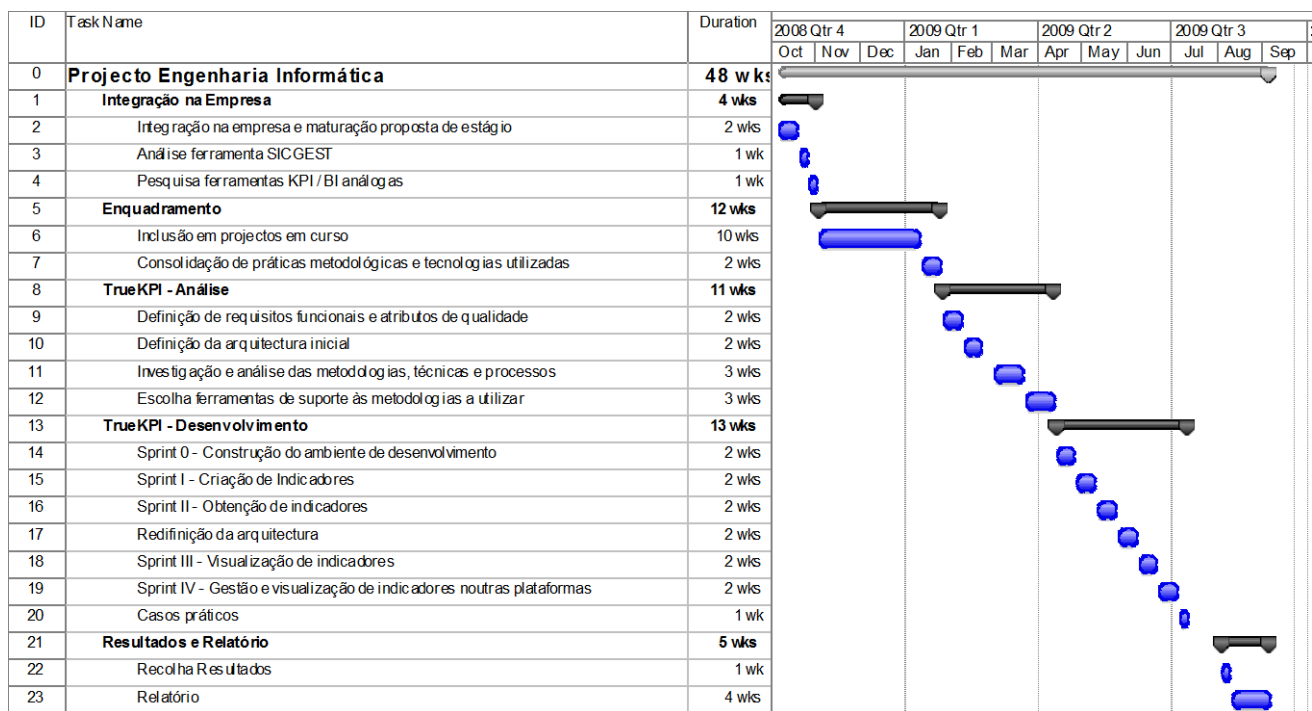 ID Task Name Duration 2008 Qtr 4 2009 Qtr 1 2009 Qtr 2 2009 Qtr 3
Oct Nov Dec Jan Feb Mar Apr May Jun Jul Aug Sep
0 Projecto Engenharia Informática 48 wks
1 Integração na Empresa 4 wks
2 Integração na empresa e maturação proposta de estágio 2 wks
3 Análise ferramenta SICGEST 1 wk
4 Pesquisa ferramentas KPI / BI análogas 1 wk
5 Enquadramento 12 wks
6 Inclusão em projectos em curso 10 wks
7 Consolidação de práticas metodológicas e tecnologias utilizadas 2 wks
8 TrueKPI - Análise 11 wks
9 Definição de requisitos funcionais e atributos de qualidade 2 wks
10 Definição da arquitectura inicial 2 wks
11 Investigação e análise das metodologias, técnicas e processos 3 wks
12 Escolha ferramentas de suporte às metodologias a utilizar 3 wks
13 TrueKPI - Desenvolvimento 13 wks
14 Sprint 0 - Construção do ambiente de desenvolvimento 2 wks
15 Sprint I - Criação de Indicadores 2 wks
16 Sprint II - Obtenção de indicadores 2 wks
17 Redifinição da arquitectura 2 wks
18 Sprint III - Visualização de indicadores 2 wks
19 Sprint IV - Gestão e visualização de indicadores noutras plataformas 2 wks
20 Casos práticos 1 wk
21 Resultados e Relatório 5 wks
22 Recolha Resultados 1 wk
23 Relatório 4 wks